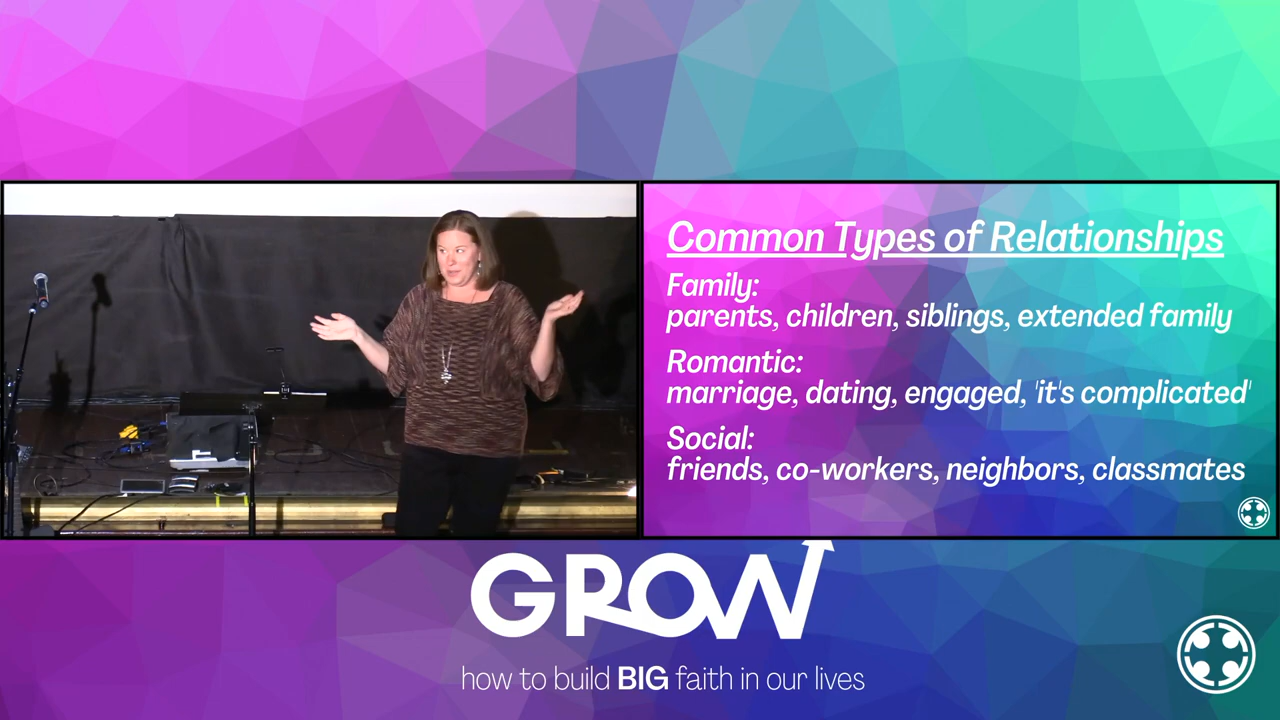 Common Types of Relationships
Family:
parents, children, siblings, extended family
Romantic:
marriage, dating, engaged, 'it's complicated'
Social:
friends, co-workers, neighbors, classmates
GROW
how to build BIG faith in our lives